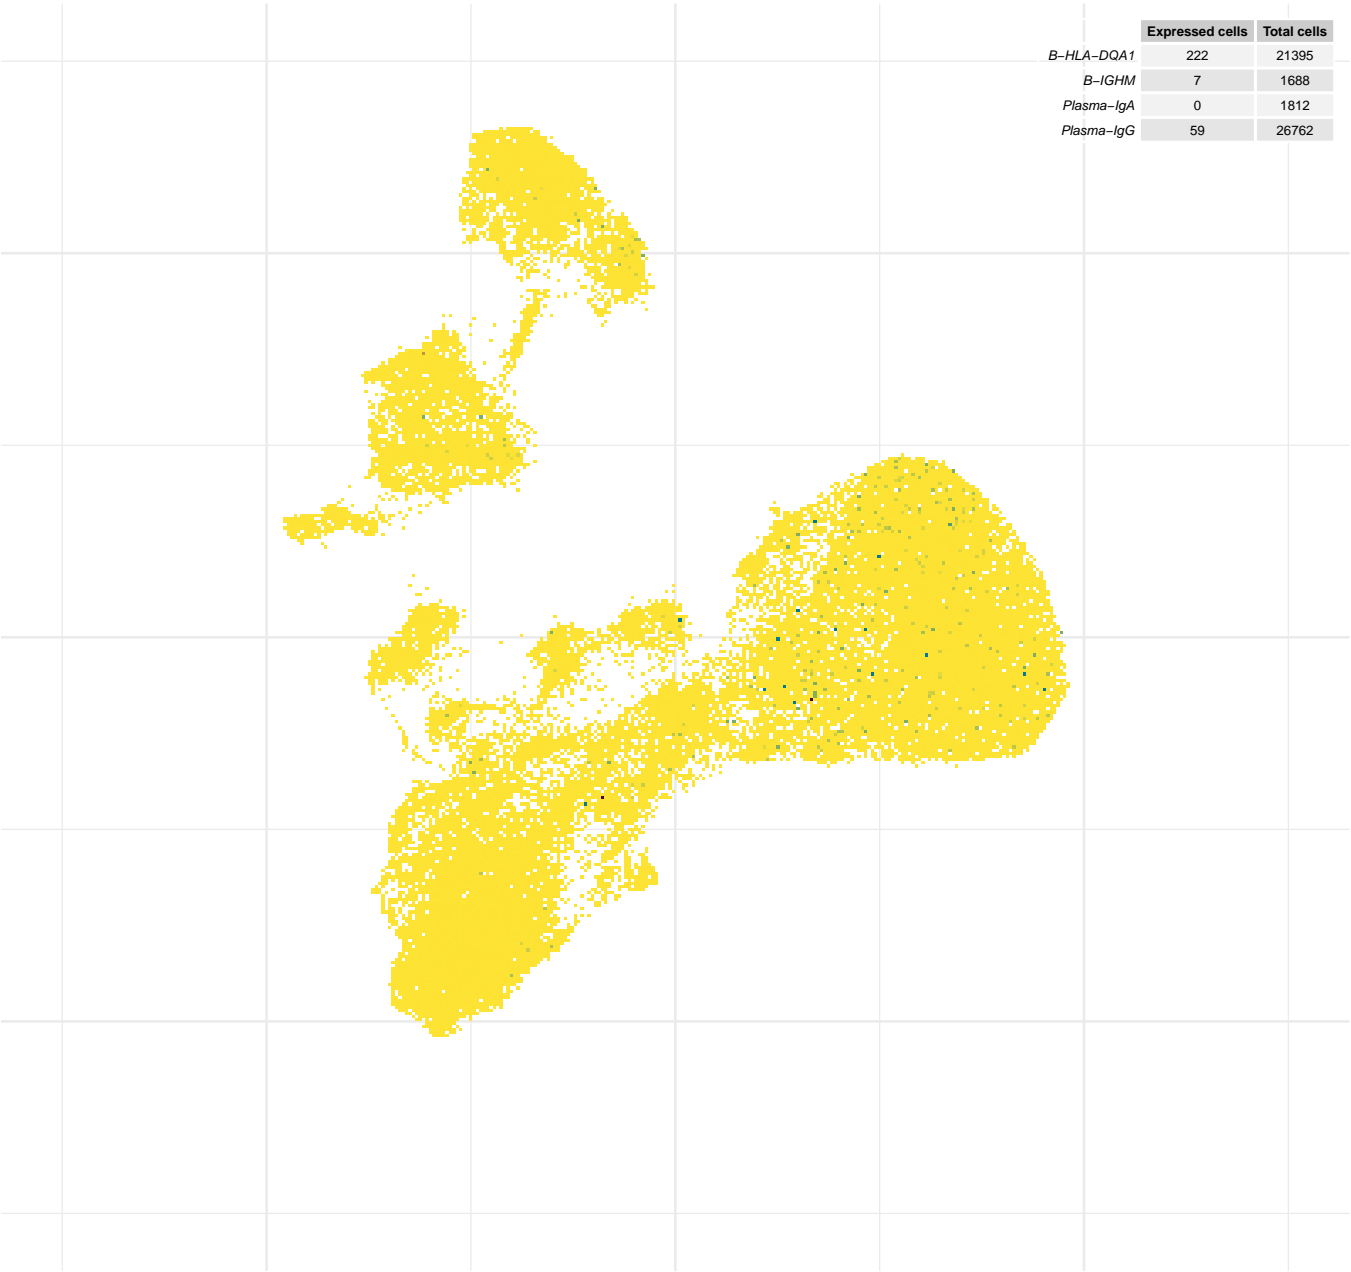 Expressed cells Total cells
B−HLA−DQA1 222 21395
B−IGHM 7 1688
Plasma−IgA 0 1812
Plasma−IgG 59 26762